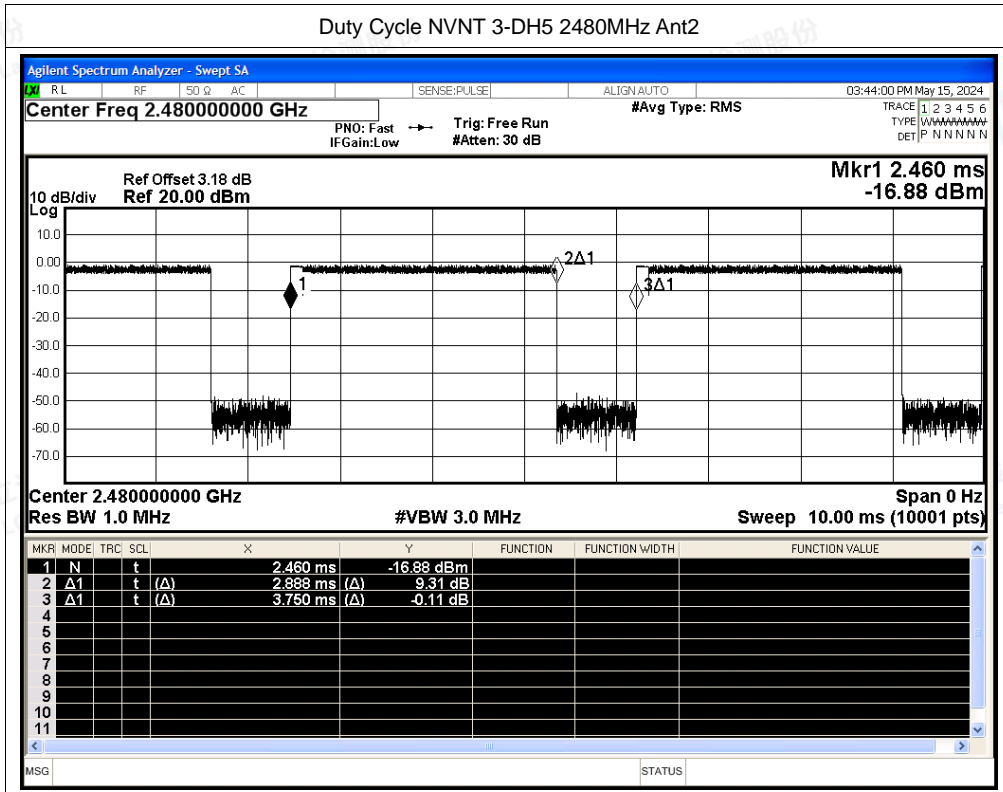 Duty Cycle NVNT 3-DH5 2480MHz Ant2
Agilent Spectrum Analyzer - Swept SA
LXI RL RF 50 Ω AC SENSE:PULSE ALIGN AUTO 03:44:00 PM May 15, 2024
Center Freq 2.480000000 GHz
#Avg Type: RMS
TRACE 1 2 3 4 5 6
PNO: Fast Trig: Free Run
TYPE
IFGain:Low #Atten: 30 dB
DET P N N N N N
Mkr1 2.460 ms
-16.88 dBm
Ref Offset 3.18 dB
10 dB/div Ref 20.00 dBm
Log
10.0
0.00
-10.0
-20.0
-30.0
-40.0
-50.0
-60.0
-70.0
2Δ1
1
3Δ1
Center 2.480000000 GHz Span 0 Hz
Res BW 1.0 MHz #VBW 3.0 MHz Sweep 10.00 ms (10001 pts)
MKR MODE TRC SCL X Y FUNCTION FUNCTION WIDTH FUNCTION VALUE
1 N t 2.460 ms -16.88 dBm
2 Δ1 t (Δ) 2.888 ms (Δ) 9.31 dB
3 Δ1 t (Δ) 3.750 ms (Δ) -0.11 dB
4
5
6
7
8
9
10
11
MSG STATUS